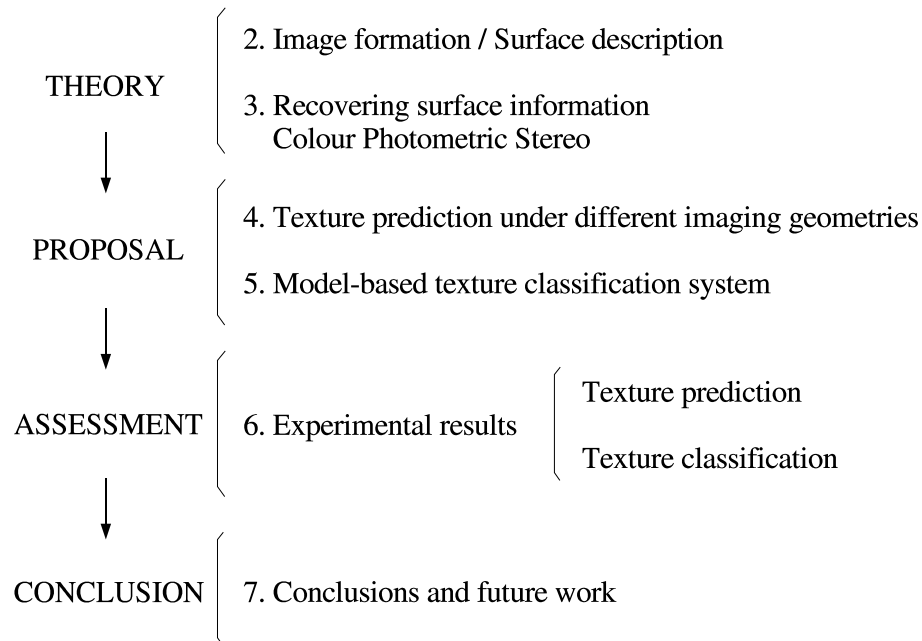 THEORY
2. Image formation / Surface description
3. Recovering surface information
Colour Photometric Stereo
PROPOSAL
4. Texture prediction under different imaging geometries
5. Model-based texture classification system
ASSESSMENT
6. Experimental results
Texture prediction
Texture classification
CONCLUSION
7. Conclusions and future work